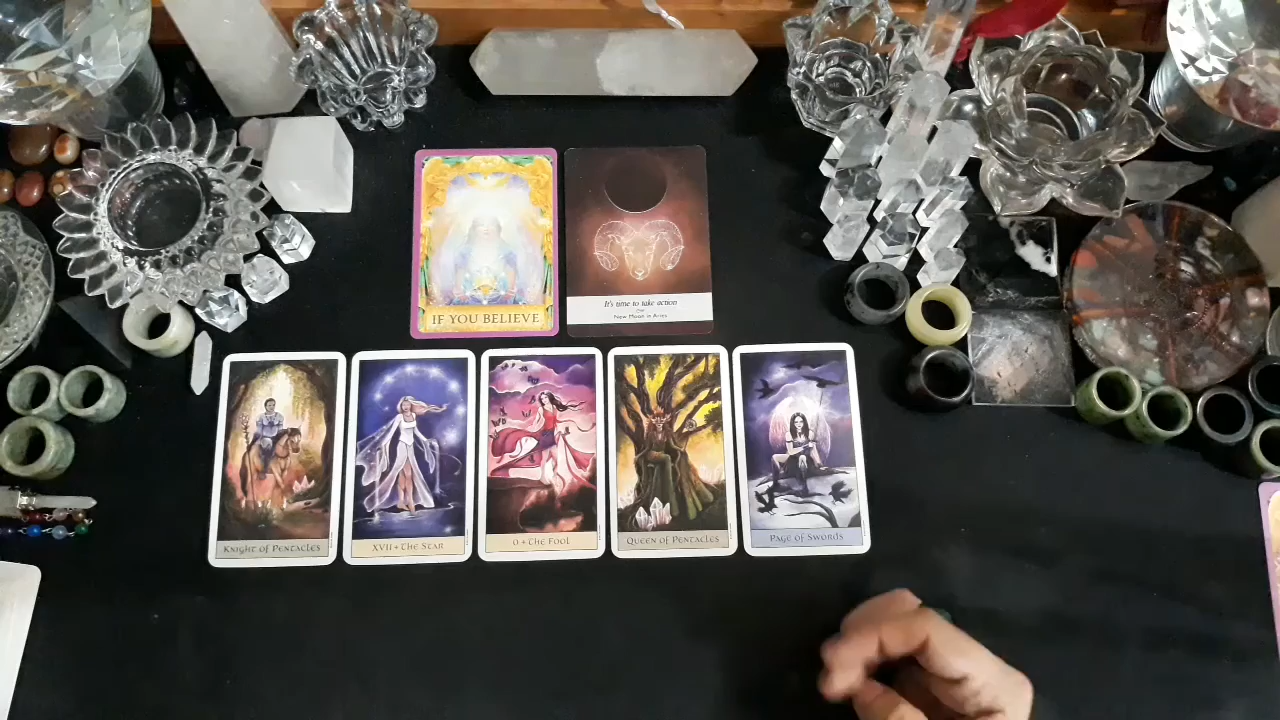 IF YOU BELIEVE
It's time to take action
New Moon in Aries
KNIGHT OF PENTACLES
XVII + THE STAR
0 + THE FOOL
QUEEN OF PENTACLES
PAGE OF SWORDS